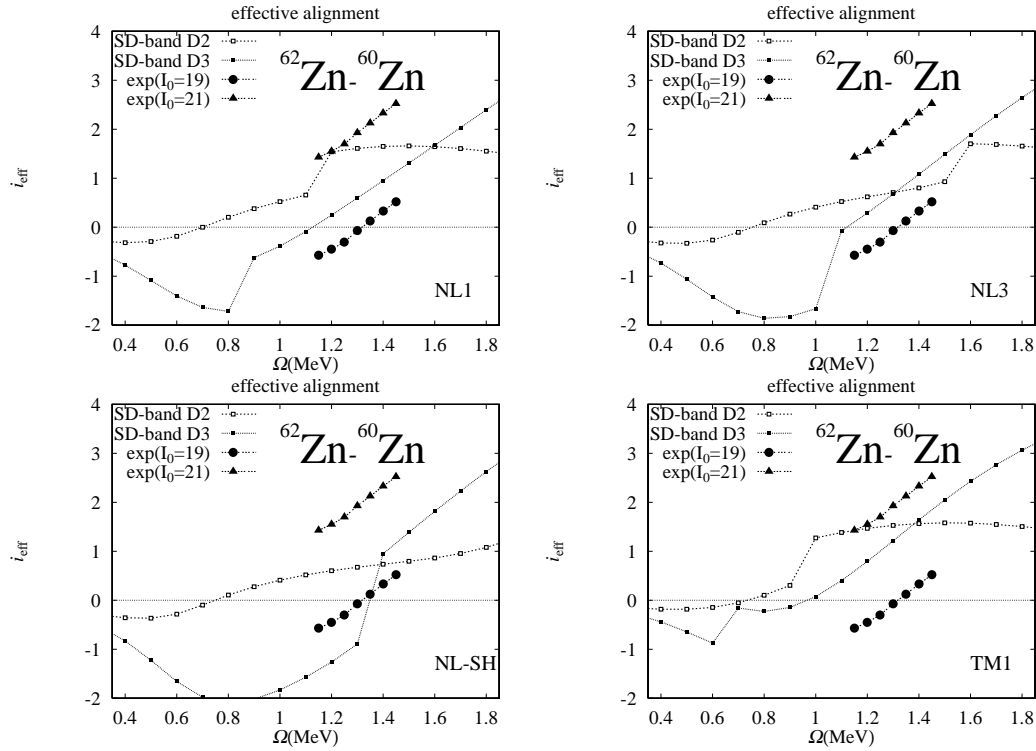 effective alignment
SD-band D2
SD-band D3
exp(I0=19)
exp(I0=21)
62Zn- 60Zn
4
3
2
1
0
-1
-2
ieff
NL1
0.4 0.6 0.8 1 1.2 1.4 1.6 1.8
Ω(MeV)
effective alignment
SD-band D2
SD-band D3
exp(I0=19)
exp(I0=21)
62Zn- 60Zn
4
3
2
1
0
-1
-2
ieff
NL3
0.4 0.6 0.8 1 1.2 1.4 1.6 1.8
Ω(MeV)
effective alignment
SD-band D2
SD-band D3
exp(I0=19)
exp(I0=21)
62Zn- 60Zn
4
3
2
1
0
-1
-2
ieff
NL-SH
0.4 0.6 0.8 1 1.2 1.4 1.6 1.8
Ω(MeV)
effective alignment
SD-band D2
SD-band D3
exp(I0=19)
exp(I0=21)
62Zn- 60Zn
4
3
2
1
0
-1
-2
ieff
TM1
0.4 0.6 0.8 1 1.2 1.4 1.6 1.8
Ω(MeV)